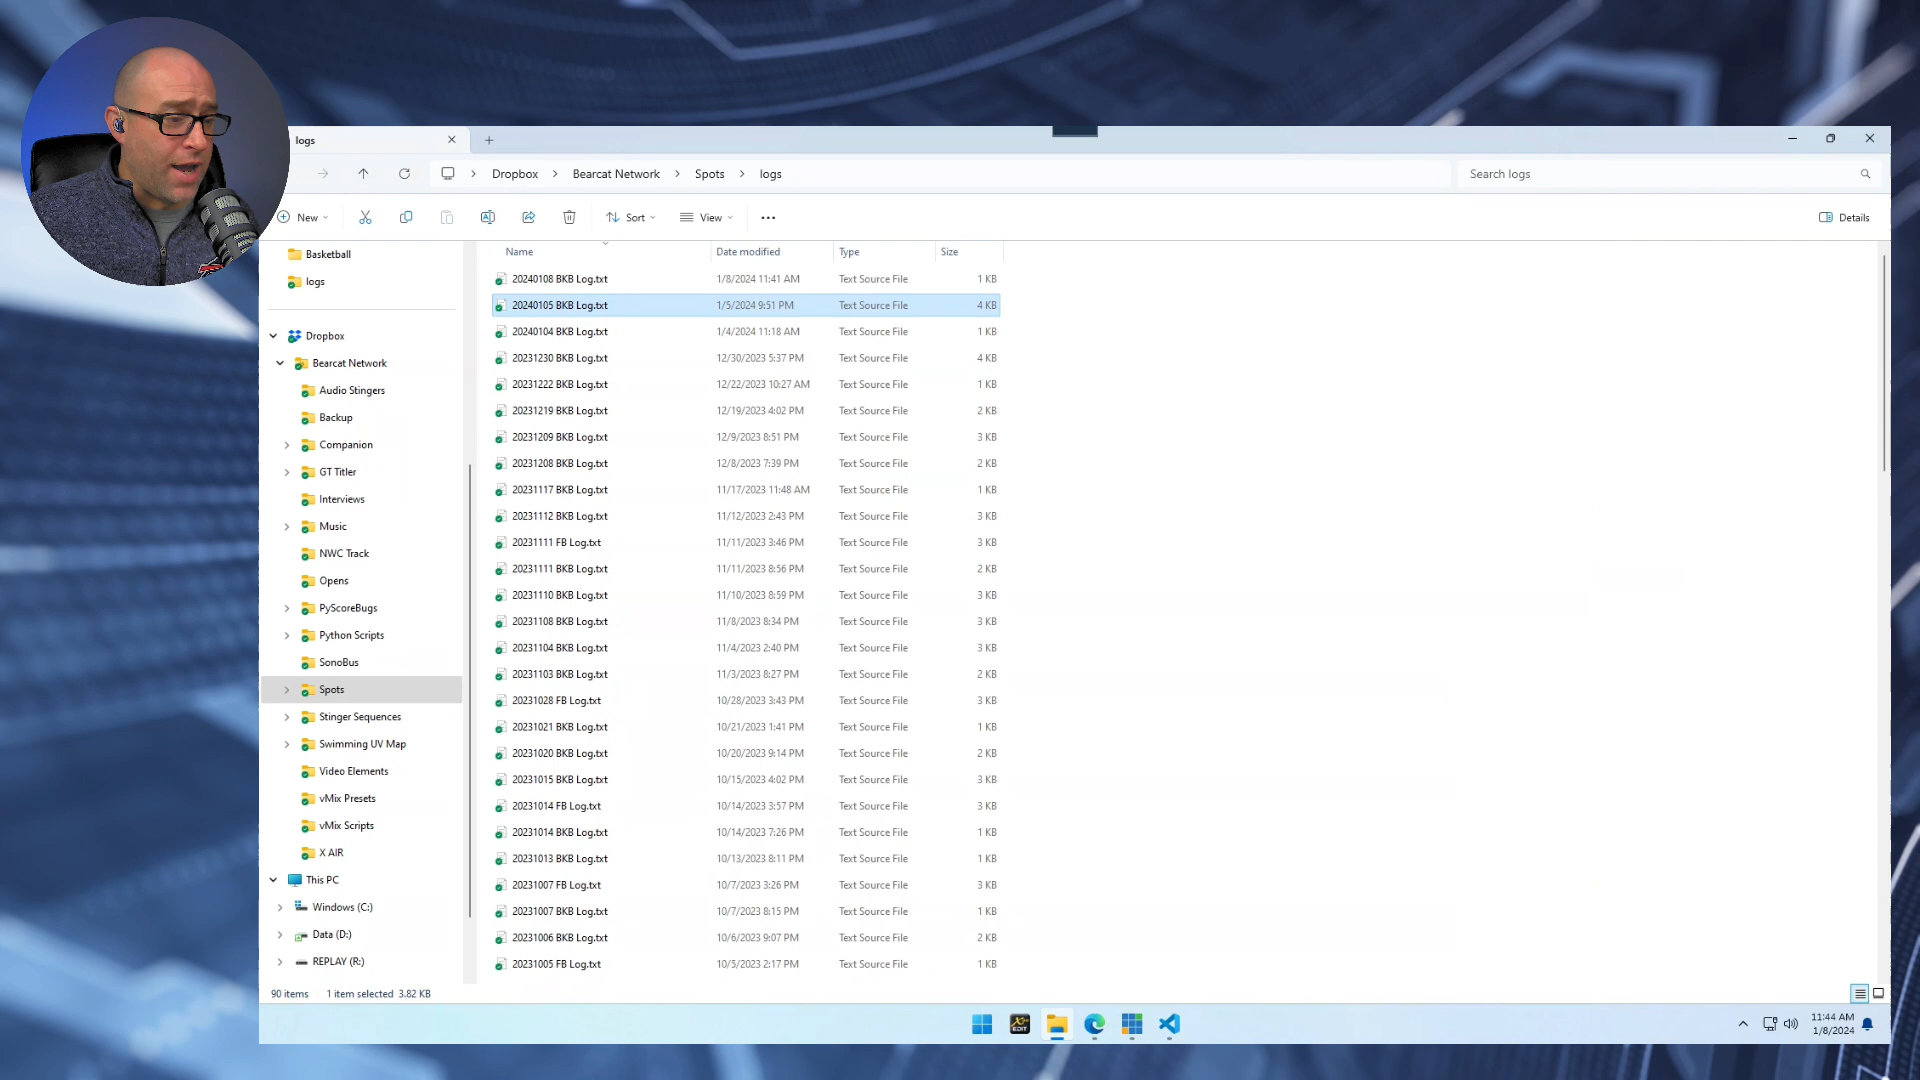 logs
Dropbox
Bearcat Network
Spots
logs
Search logs
New
Sort
View
Details
Basketball
logs
Dropbox
Bearcat Network
Audio Stingers
Backup
Companion
GT Titler
Interviews
Music
NWC Track
Opens
PyScoreBugs
Python Scripts
SonoBus
Spots
Stinger Sequences
Swimming UV Map
Video Elements
vMix Presets
vMix Scripts
X AIR
This PC
Windows (C:)
Data (D:)
REPLAY (R:)
Name Date modified Type Size
20240108 BKB Log.txt 1/8/2024 11:41 AM Text Source File 1 KB
20240105 BKB Log.txt 1/5/2024 9:51 PM Text Source File 4 KB
20240104 BKB Log.txt 1/4/2024 11:18 AM Text Source File 1 KB
20231230 BKB Log.txt 12/30/2023 5:37 PM Text Source File 4 KB
20231222 BKB Log.txt 12/22/2023 10:27 AM Text Source File 1 KB
20231219 BKB Log.txt 12/19/2023 4:02 PM Text Source File 2 KB
20231209 BKB Log.txt 12/9/2023 8:51 PM Text Source File 3 KB
20231208 BKB Log.txt 12/8/2023 7:39 PM Text Source File 2 KB
20231117 BKB Log.txt 11/17/2023 11:48 AM Text Source File 1 KB
20231112 BKB Log.txt 11/12/2023 2:43 PM Text Source File 3 KB
20231111 FB Log.txt 11/11/2023 3:46 PM Text Source File 3 KB
20231111 BKB Log.txt 11/11/2023 8:56 PM Text Source File 2 KB
20231110 BKB Log.txt 11/10/2023 8:59 PM Text Source File 3 KB
20231108 BKB Log.txt 11/8/2023 8:34 PM Text Source File 3 KB
20231104 BKB Log.txt 11/4/2023 2:40 PM Text Source File 3 KB
20231103 BKB Log.txt 11/3/2023 8:27 PM Text Source File 2 KB
20231028 FB Log.txt 10/28/2023 3:43 PM Text Source File 3 KB
20231021 BKB Log.txt 10/21/2023 1:41 PM Text Source File 1 KB
20231020 BKB Log.txt 10/20/2023 9:14 PM Text Source File 2 KB
20231015 BKB Log.txt 10/15/2023 4:02 PM Text Source File 3 KB
20231014 FB Log.txt 10/14/2023 3:57 PM Text Source File 3 KB
20231014 BKB Log.txt 10/14/2023 7:26 PM Text Source File 1 KB
20231013 BKB Log.txt 10/13/2023 8:11 PM Text Source File 1 KB
20231007 FB Log.txt 10/7/2023 3:26 PM Text Source File 3 KB
20231007 BKB Log.txt 10/7/2023 8:15 PM Text Source File 1 KB
20231006 BKB Log.txt 10/6/2023 9:07 PM Text Source File 2 KB
20231005 FB Log.txt 10/5/2023 2:17 PM Text Source File 1 KB
90 items 1 item selected 3.82 KB
EDIT
11:44 AM
1/8/2024